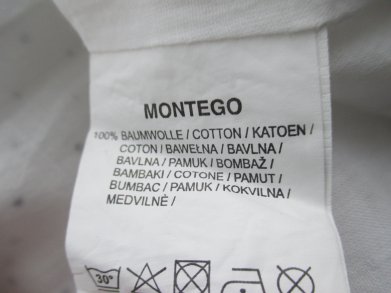 MONTEGO
100% BAUMWOLLE / COTTON / KATOEN /
COTON / BAWEŁNA / BAVLNA /
BAVLNA / PAMUK / BOMBAŽ /
BAMBAKI / COTONE / PAMUT /
BUMBAC / PAMUK / KOKVILNA /
MEDVILNĖ /
30°